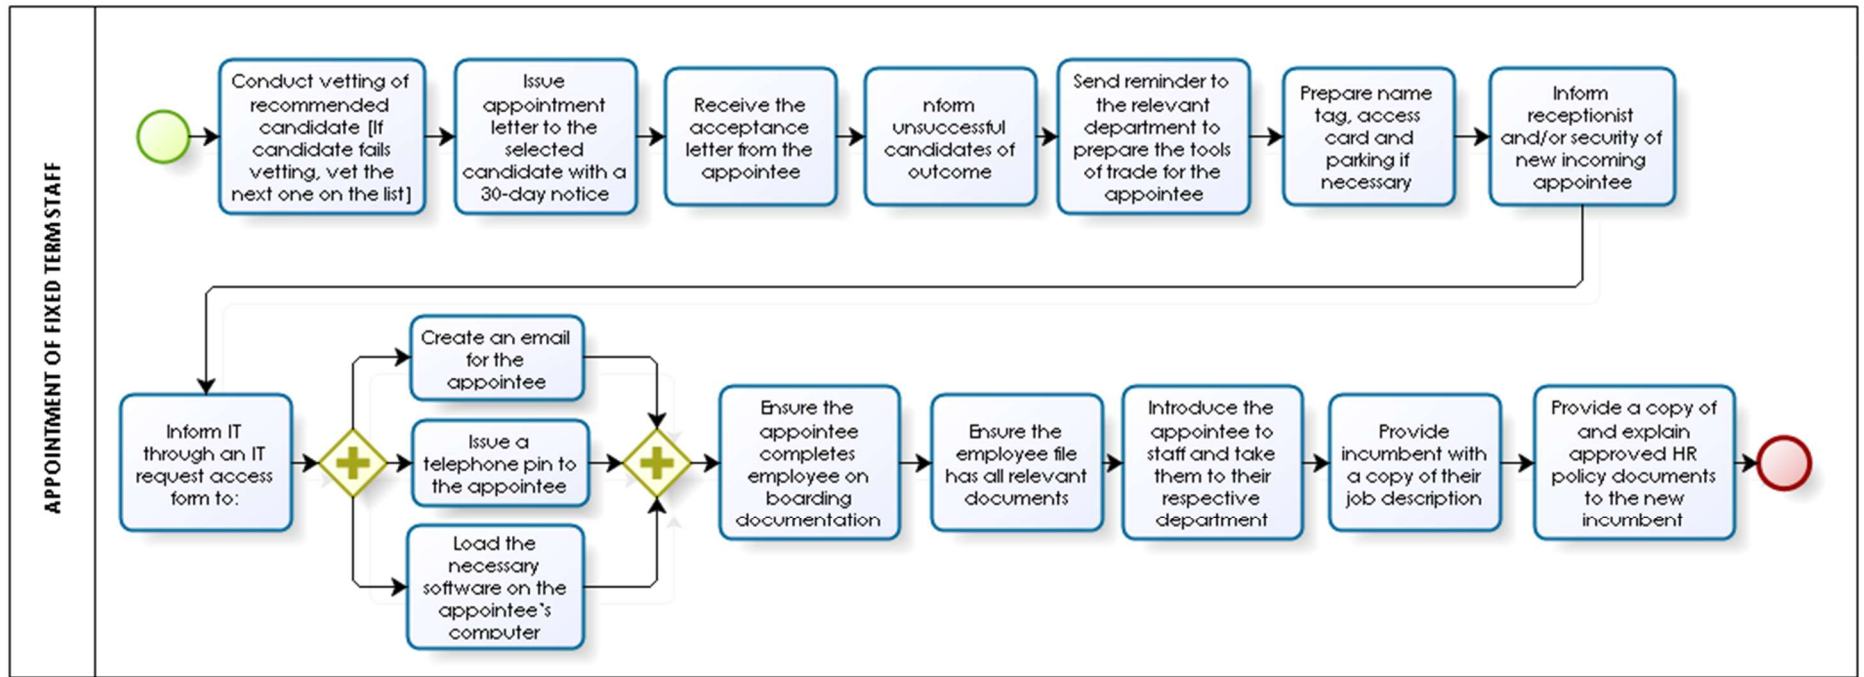 APPOINTMENT OF FIXED TERM STAFF
Conduct vetting of
recommended
candidate [If
candidate fails
vetting, vet the
next one on the list]
Issue
appointment
letter to the
selected
candidate with a
30-day notice
Receive the
acceptance
letter from the
appointee
nform
unsuccessful
candidates of
outcome
Send reminder to
the relevant
department to
prepare the tools
of trade for the
appointee
Prepare name
tag, access
card and
parking if
necessary
Inform
receptionist
and/or security of
new incoming
appointee
Inform IT
through an IT
request access
form to:
Create an email
for the
appointee
Issue a
telephone pin to
the appointee
Load the
necessary
software on the
appointee's
computer
Ensure the
appointee
completes
employee on
boarding
documentation
Ensure the
employee file
has all relevant
documents
Introduce the
appointee to
staff and take
them to their
respective
department
Provide
incumbent with
a copy of their
job description
Provide a copy of
and explain
approved HR
policy documents
to the new
incumbent